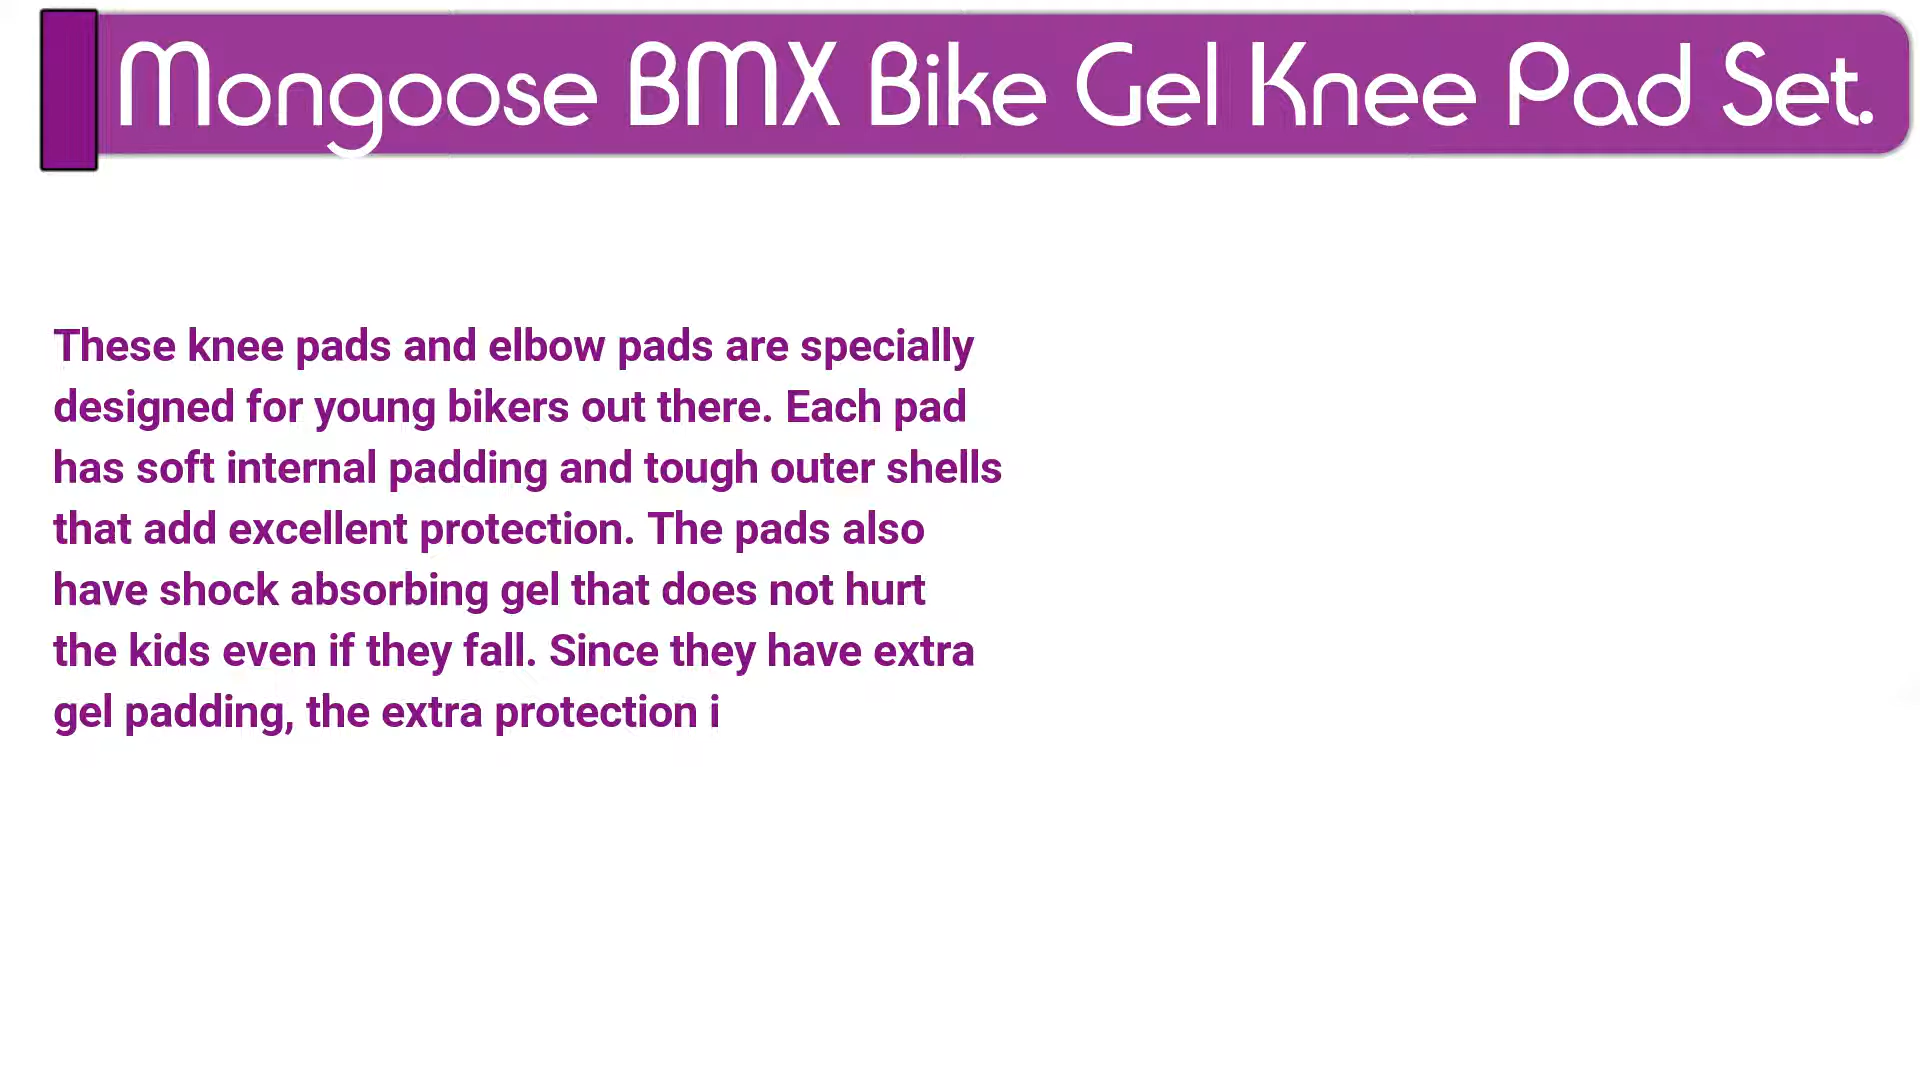 Mongoose BMX Bike Gel Knee Pad Set.
These knee pads and elbow pads are specially
designed for young bikers out there. Each pad
has soft internal padding and tough outer shells
that add excellent protection. The pads also
have shock absorbing gel that does not hurt
the kids even if they fall. Since they have extra
gel padding, the extra protection i